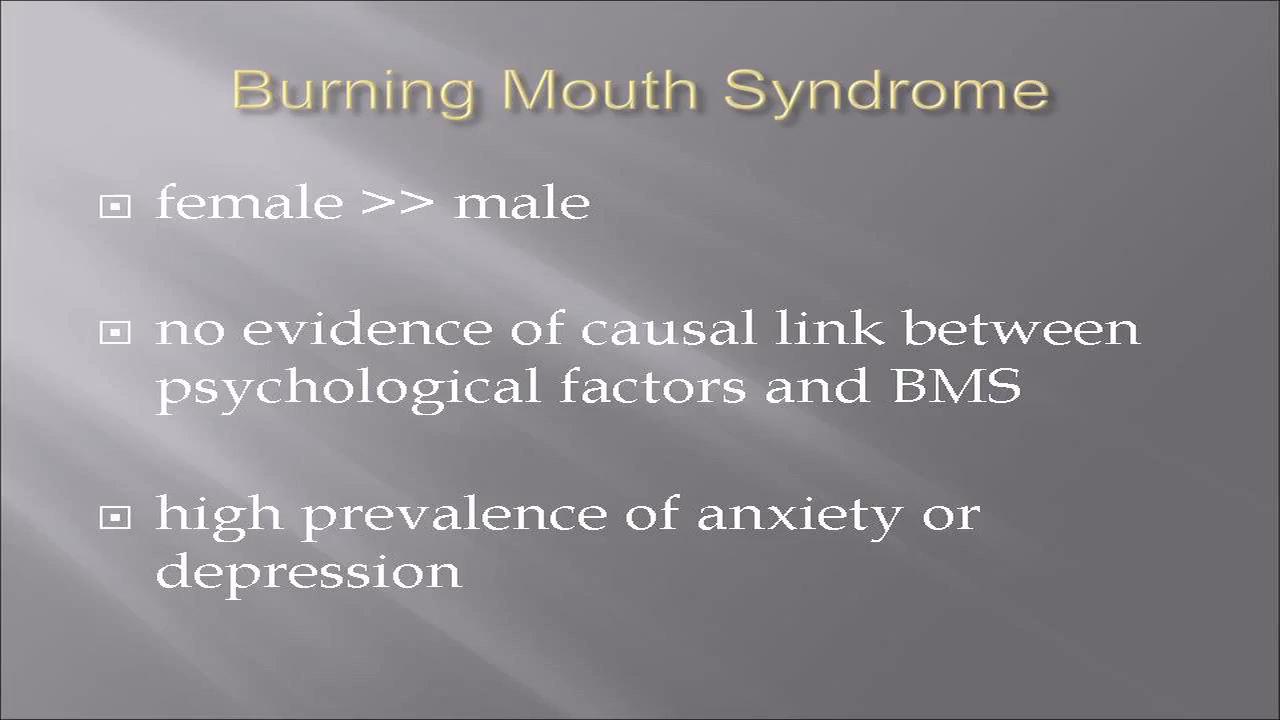 Burning Mouth Syndrome
female >> male
no evidence of causal link between
psychological factors and BMS
high prevalence of anxiety or
depression